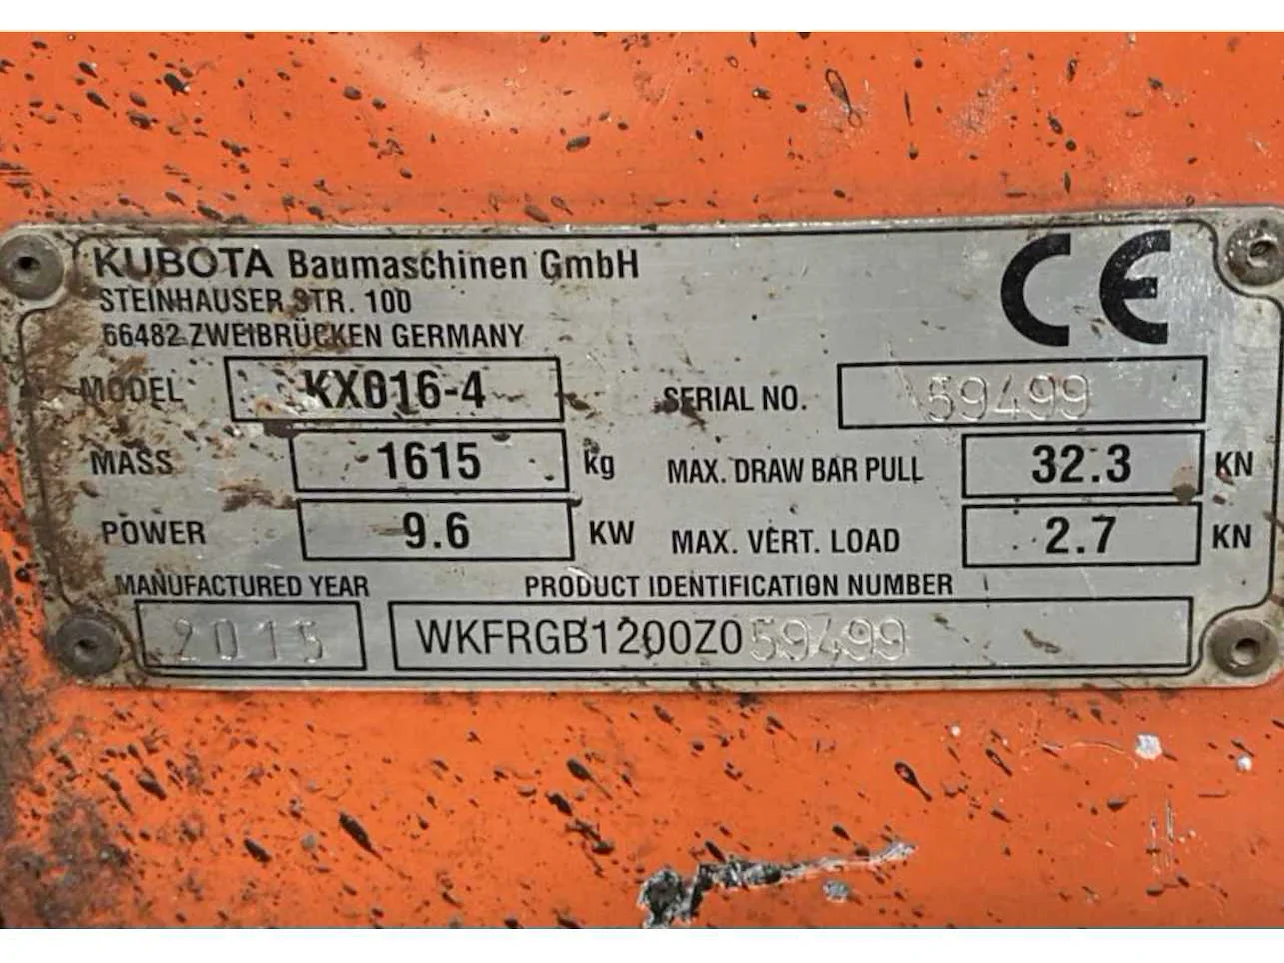 KUBOTA Baumaschinen GmbH
STEINHAUSER STR. 100
66482 ZWEIBRÜCKEN GERMANY
CE
MODEL KX016-4 SERIAL NO. 59499
MASS 1615 kg MAX. DRAW BAR PULL 32.3 KN
POWER 9.6 KW MAX. VERT. LOAD 2.7 KN
MANUFACTURED YEAR PRODUCT IDENTIFICATION NUMBER
2015 WKFRGB1200Z059499